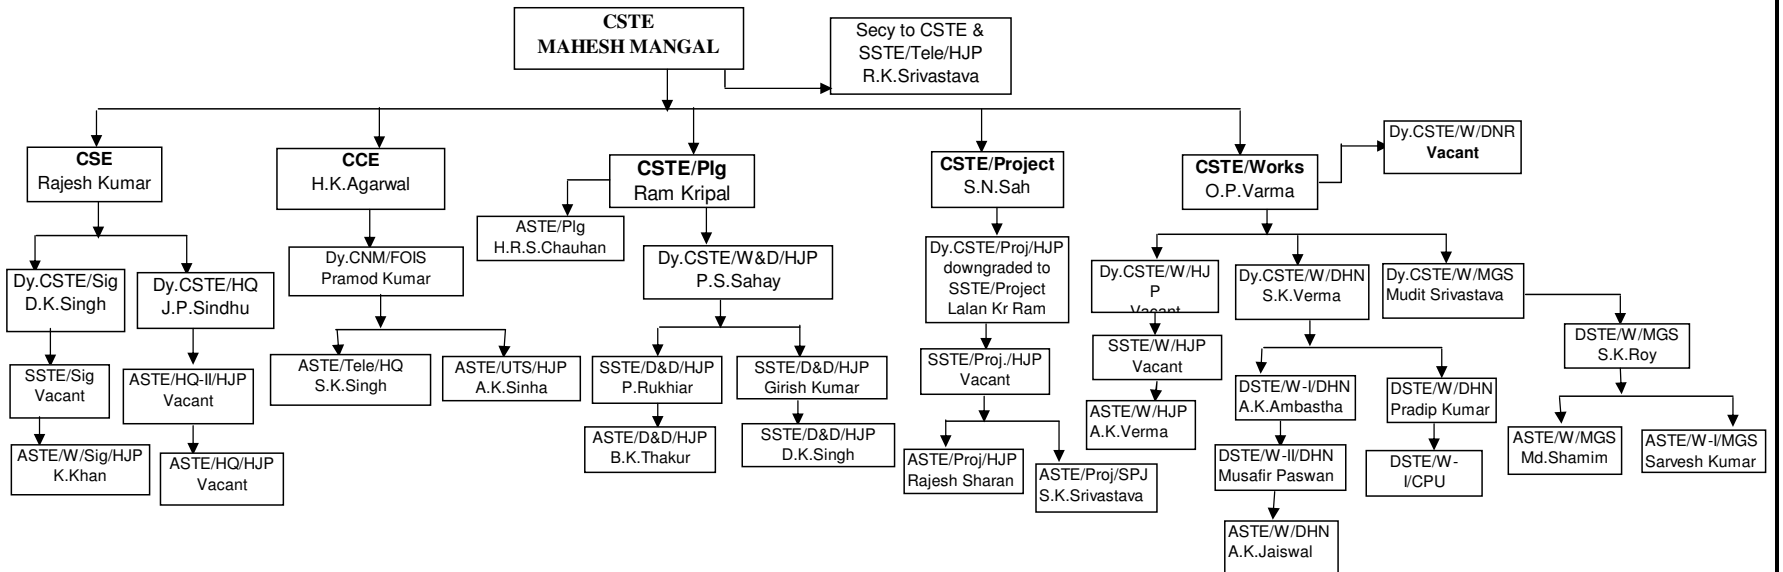 CSTE
MAHESH MANGAL
Secy to CSTE &
SSTE/Tele/HJP
R.K.Srivastava
CSE
Rajesh Kumar
CCE
H.K.Agarwal
CSTE/Plg
Ram Kripal
CSTE/Project
S.N.Sah
CSTE/Works
O.P.Varma
Dy.CSTE/W/DNR
Vacant
ASTE/Plg
H.R.S.Chauhan
Dy.CSTE/Sig
D.K.Singh
Dy.CSTE/HQ
J.P.Sindhu
Dy.CNM/FOIS
Pramod Kumar
Dy.CSTE/W&D/HJP
P.S.Sahay
Dy.CSTE/Proj/HJP
downgraded to
SSTE/Project
Lalan Kr Ram
Dy.CSTE/W/HJ
P
Vacant
Dy.CSTE/W/DHN
S.K.Verma
Dy.CSTE/W/MGS
Mudit Srivastava
DSTE/W/MGS
S.K.Roy
SSTE/Sig
Vacant
ASTE/HQ-II/HJP
Vacant
ASTE/Tele/HQ
S.K.Singh
ASTE/UTS/HJP
A.K.Sinha
SSTE/D&D/HJP
P.Rukhiar
SSTE/D&D/HJP
Girish Kumar
SSTE/Proj./HJP
Vacant
SSTE/W/HJP
Vacant
DSTE/W-I/DHN
A.K.Ambastha
DSTE/W/DHN
Pradip Kumar
ASTE/W/Sig/HJP
K.Khan
ASTE/HQ/HJP
Vacant
ASTE/D&D/HJP
B.K.Thakur
SSTE/D&D/HJP
D.K.Singh
ASTE/Proj/HJP
Rajesh Sharan
ASTE/Proj/SPJ
S.K.Srivastava
ASTE/W/HJP
A.K.Verma
DSTE/W-II/DHN
Musafir Paswan
DSTE/W-
I/CPU
ASTE/W/MGS
Md.Shamim
ASTE/W-I/MGS
Sarvesh Kumar
ASTE/W/DHN
A.K.Jaiswal